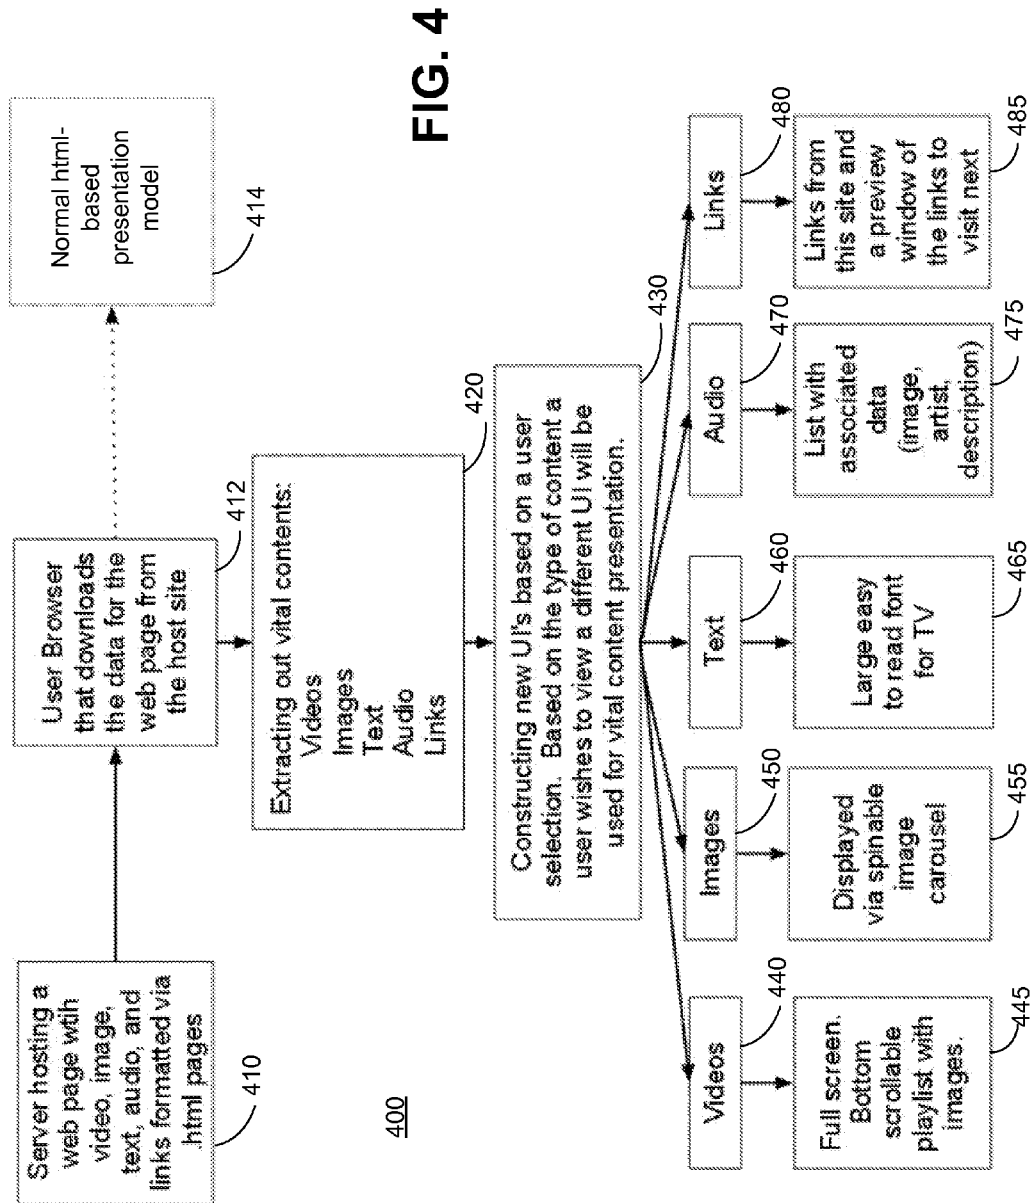 Server hosting a
web page wtih
video, image,
text, audio, and
links formatted via
.html pages
410
User Browser
that downloads
the data for the
web page from
the host site
412
Normal html-
based
presentation
model
414
Extracting out vital contents:
Videos
Images
Text
Audio
Links
420
Constructing new UI's based on a user
selection. Based on the type of content a
user wishes to view a different UI will be
used for vital content presentation.
430
400
Videos
440
Images
450
Text
460
Audio
470
Links
480
Full screen.
Bottom
scrollable
playlist with
images.
445
Displayed
via spinable
image
carousel
455
Large easy
to read font
for TV
465
List with
associated
data
(image,
artist,
description)
475
Links from
this site and
a preview
window of
the links to
visit next
485
FIG. 4